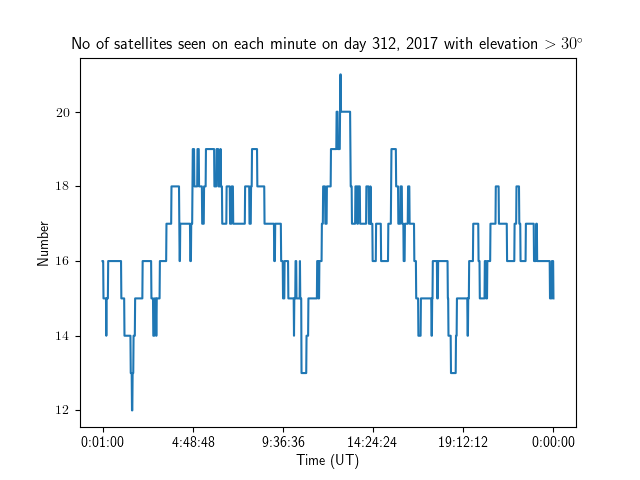 No of satellites seen on each minute on day 312, 2017 with elevation > 30°
20
18
16
14
12
Number
0:01:00 4:48:48 9:36:36 14:24:24 19:12:12 0:00:00
Time (UT)